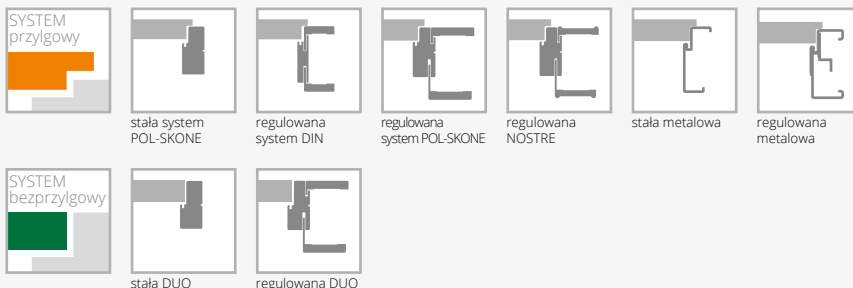 SYSTEM
przylgowy
stała system
POL-SKONE
regulowana
system DIN
regulowana
system POL-SKONE
regulowana
NOSTRE
stała metalowa
regulowana
metalowa
SYSTEM
bezprzylgowy
stała DUO
regulowana DUO